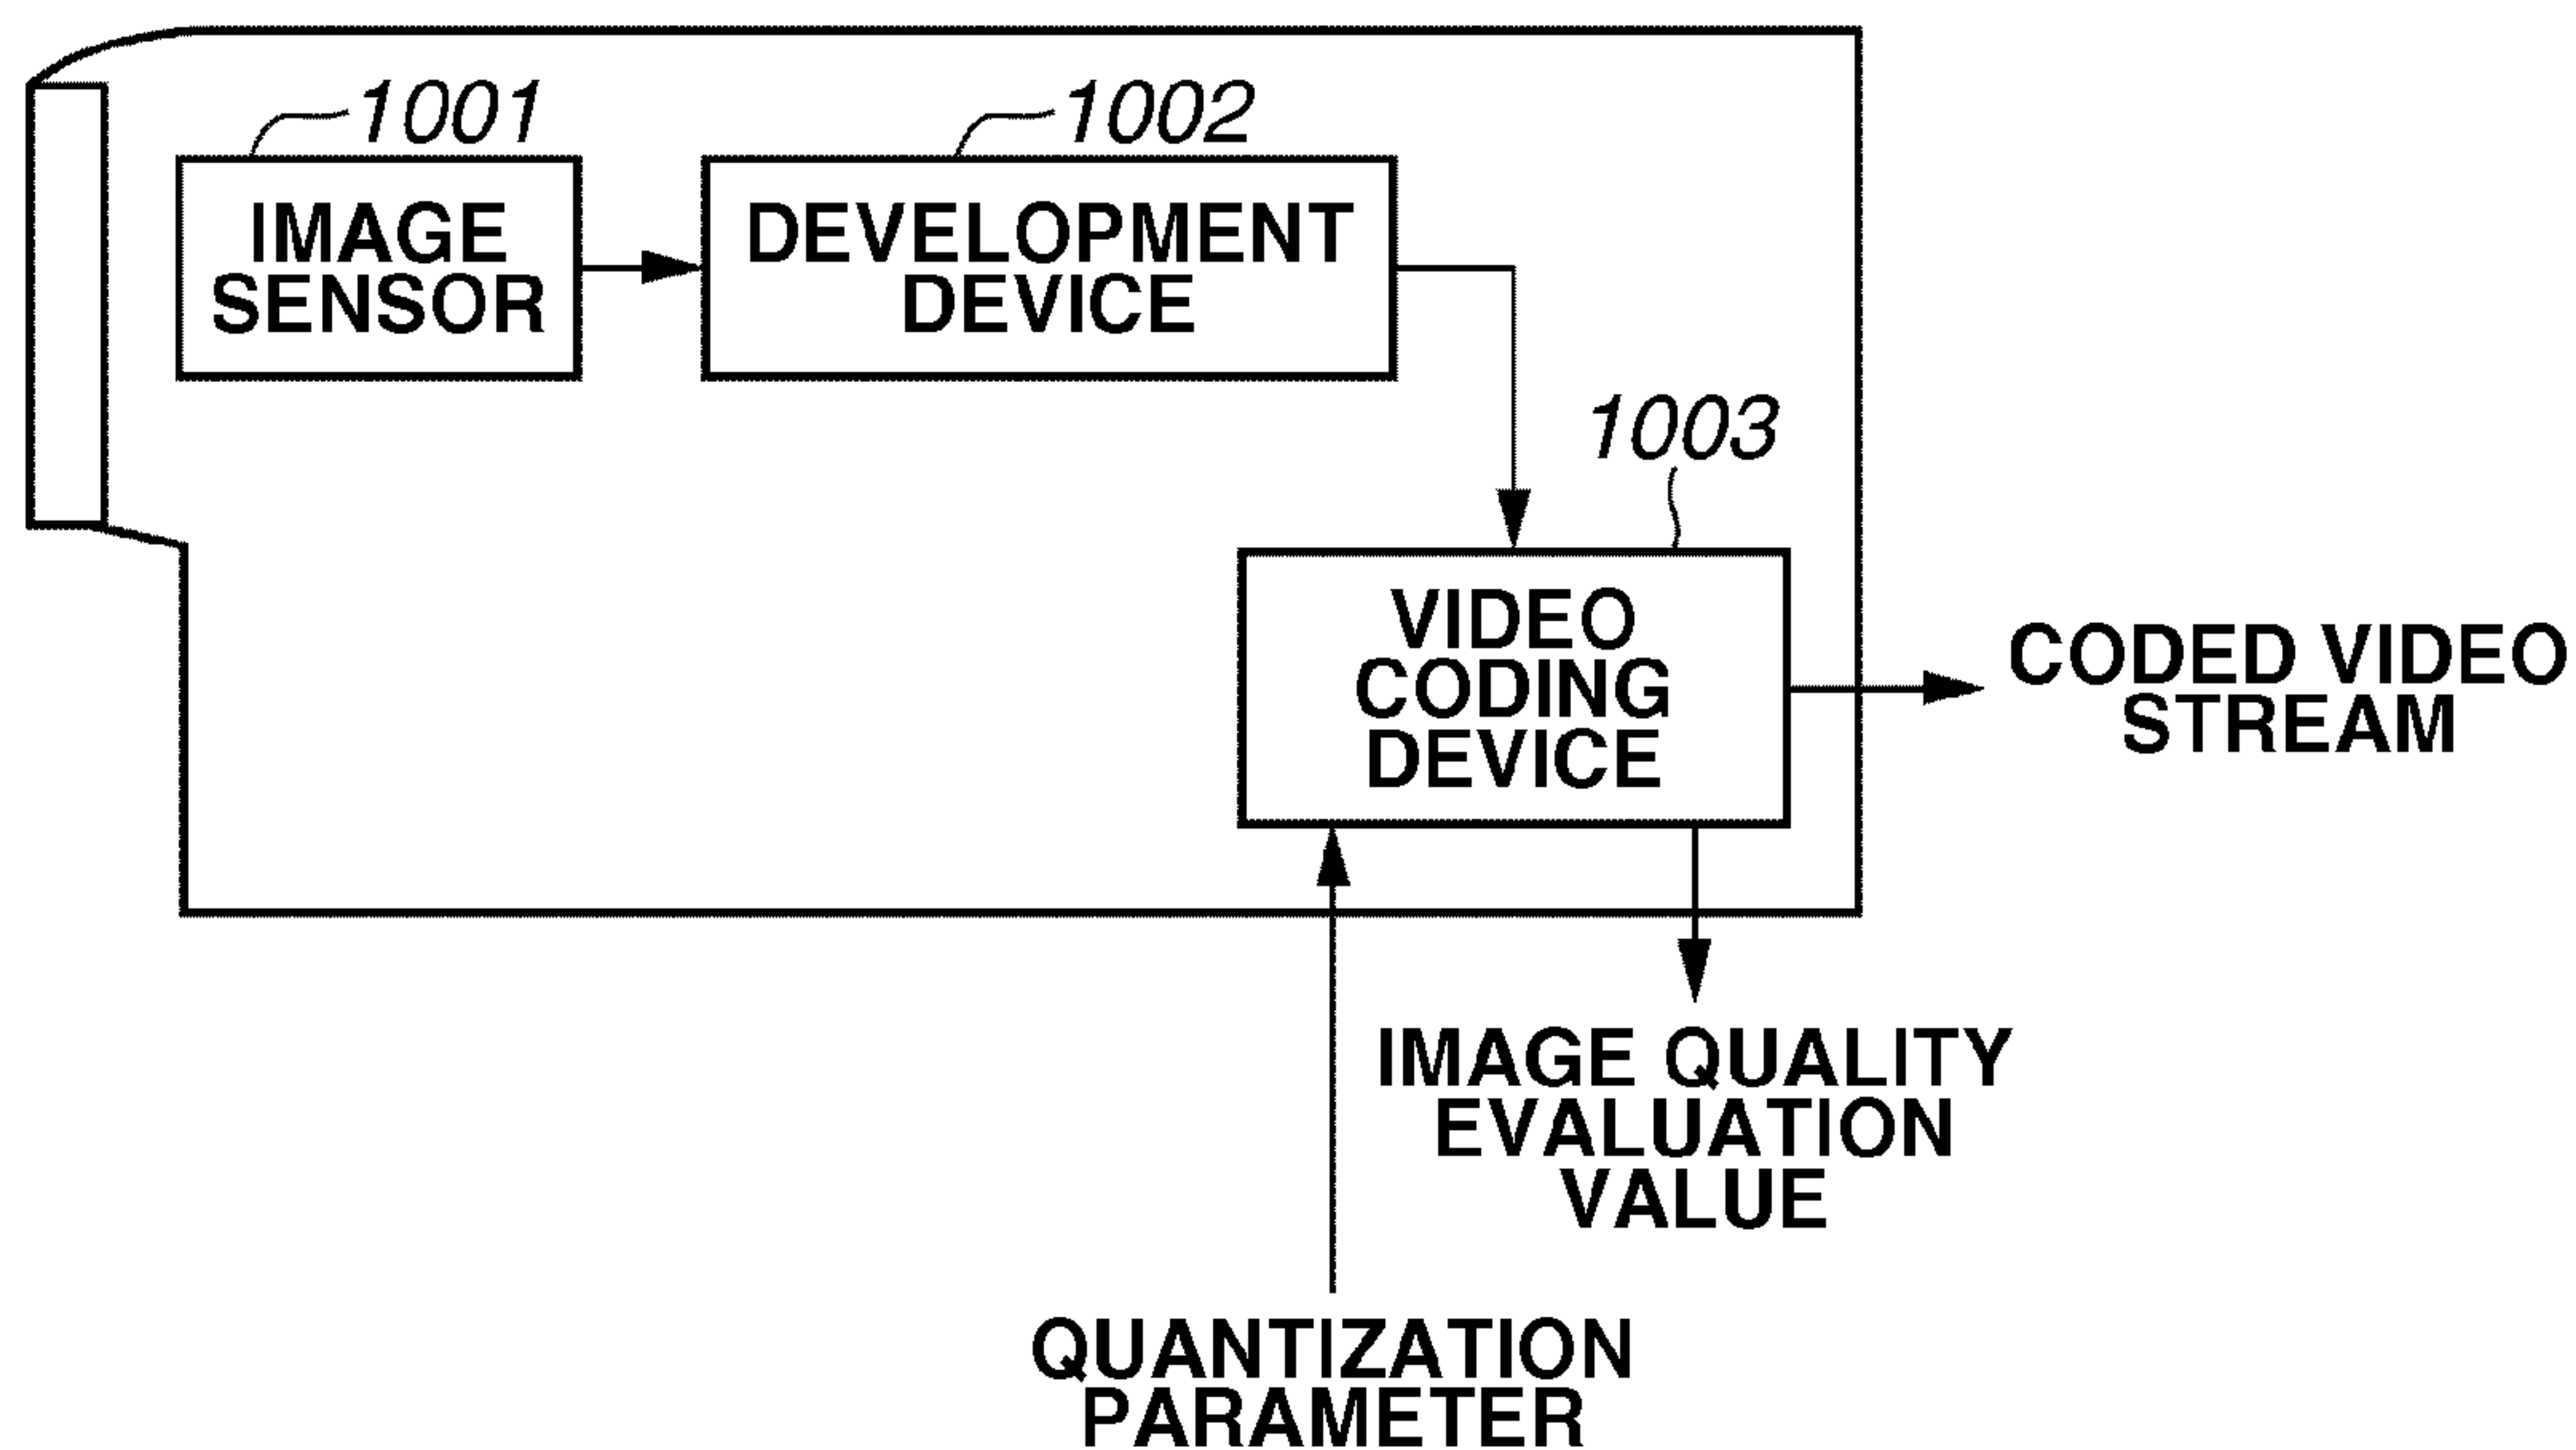 1001
IMAGE
SENSOR
1002
DEVELOPMENT
DEVICE
1003
VIDEO
CODING
DEVICE
CODED VIDEO
STREAM
IMAGE QUALITY
EVALUATION
VALUE
QUANTIZATION
PARAMETER